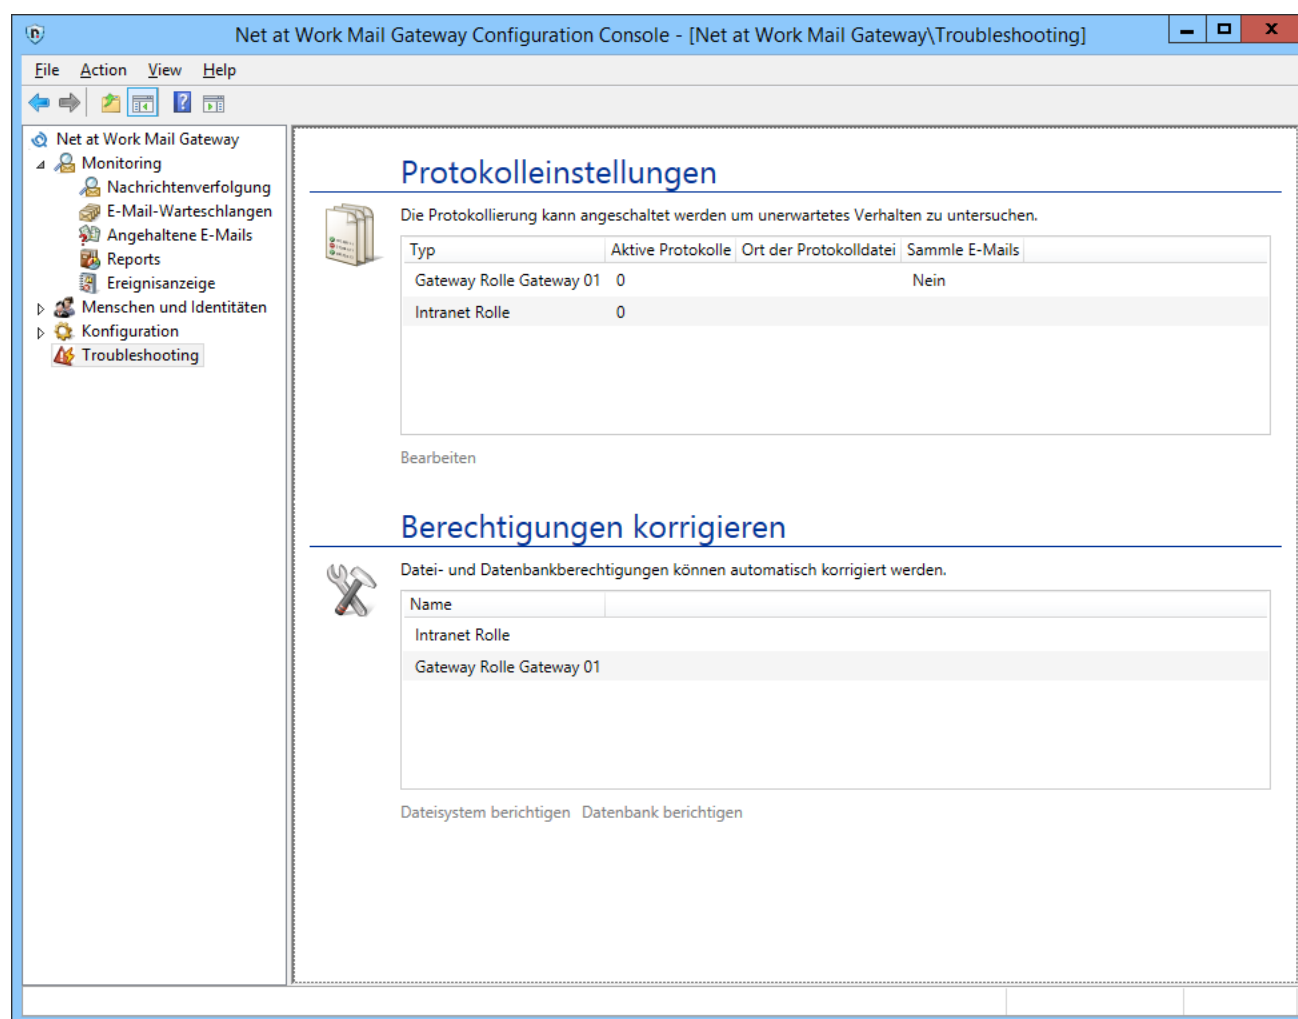 Net at Work Mail Gateway Configuration Console - [Net at Work Mail Gateway\Troubleshooting]
File Action View Help
Net at Work Mail Gateway
Monitoring
Nachrichtenverfolgung
E-Mail-Warteschlangen
Angehaltene E-Mails
Reports
Ereignisanzeige
Menschen und Identitäten
Konfiguration
Troubleshooting
Protokolleinstellungen
Die Protokollierung kann angeschaltet werden um unerwartetes Verhalten zu untersuchen.
Typ Aktive Protokolle Ort der Protokolldatei Sammle E-Mails
Gateway Rolle Gateway 01 0 Nein
Intranet Rolle 0
Bearbeiten
Berechtigungen korrigieren
Datei- und Datenbankberechtigungen können automatisch korrigiert werden.
Name
Intranet Rolle
Gateway Rolle Gateway 01
Dateisystem berichtigen Datenbank berichtigen